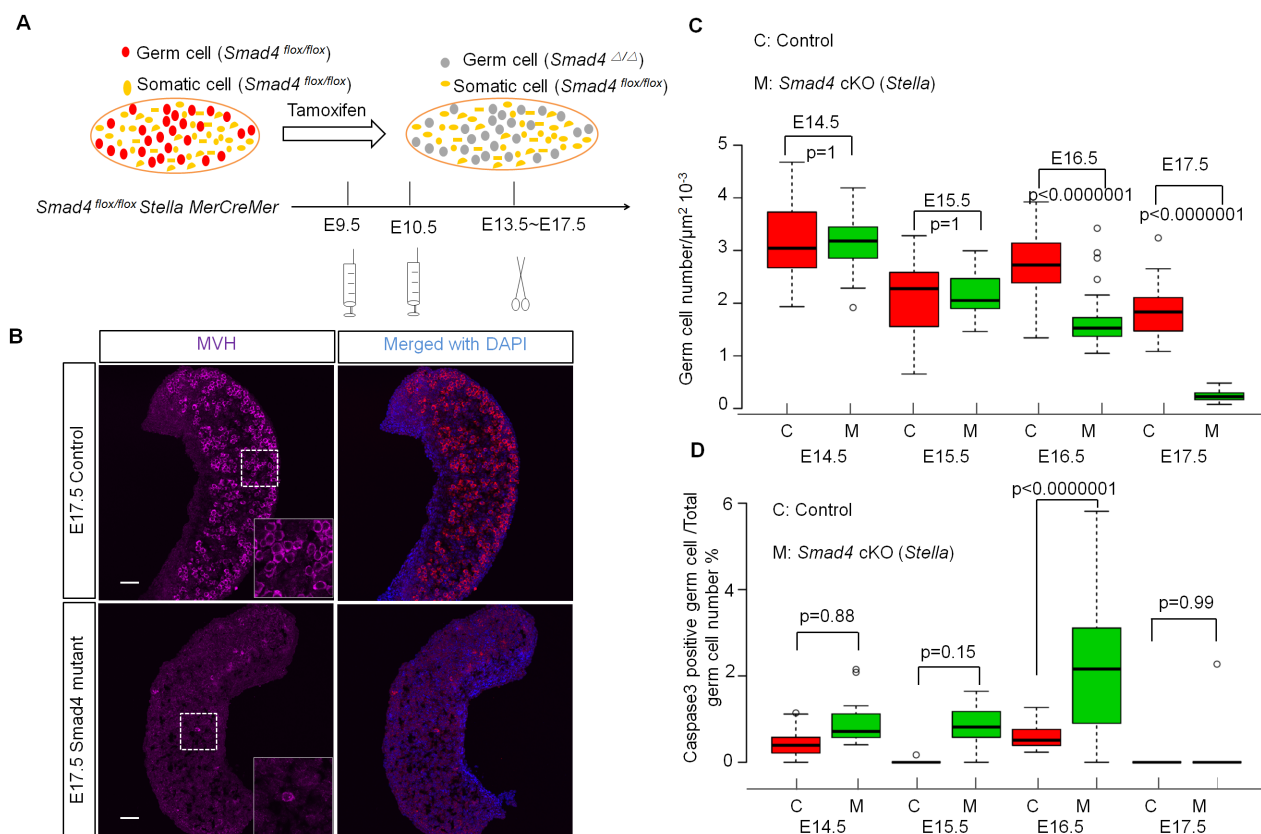 A
Germ cell (Smad4 flox/flox)
Somatic cell (Smad4 flox/flox)
Germ cell (Smad4 △/△)
Somatic cell (Smad4 flox/flox)
Tamoxifen
Smad4 flox/flox Stella MerCreMer
E9.5 E10.5 E13.5~E17.5
B
MVH Merged with DAPI
E17.5 Control
E17.5 Smad4 mutant
C
C: Control
M: Smad4 cKO (Stella)
Germ cell number/µm² 10⁻³
5
4
3
2
1
0
E14.5
p=1
E15.5
p=1
E16.5
p<0.0000001
E17.5
p<0.0000001
C M C M C M C M
E14.5 E15.5 E16.5 E17.5
D
C: Control
M: Smad4 cKO (Stella)
Caspase3 positive germ cell /Total
germ cell number %
6
4
2
0
p=0.88
p=0.15
p<0.0000001
p=0.99
C M C M C M C M
E14.5 E15.5 E16.5 E17.5